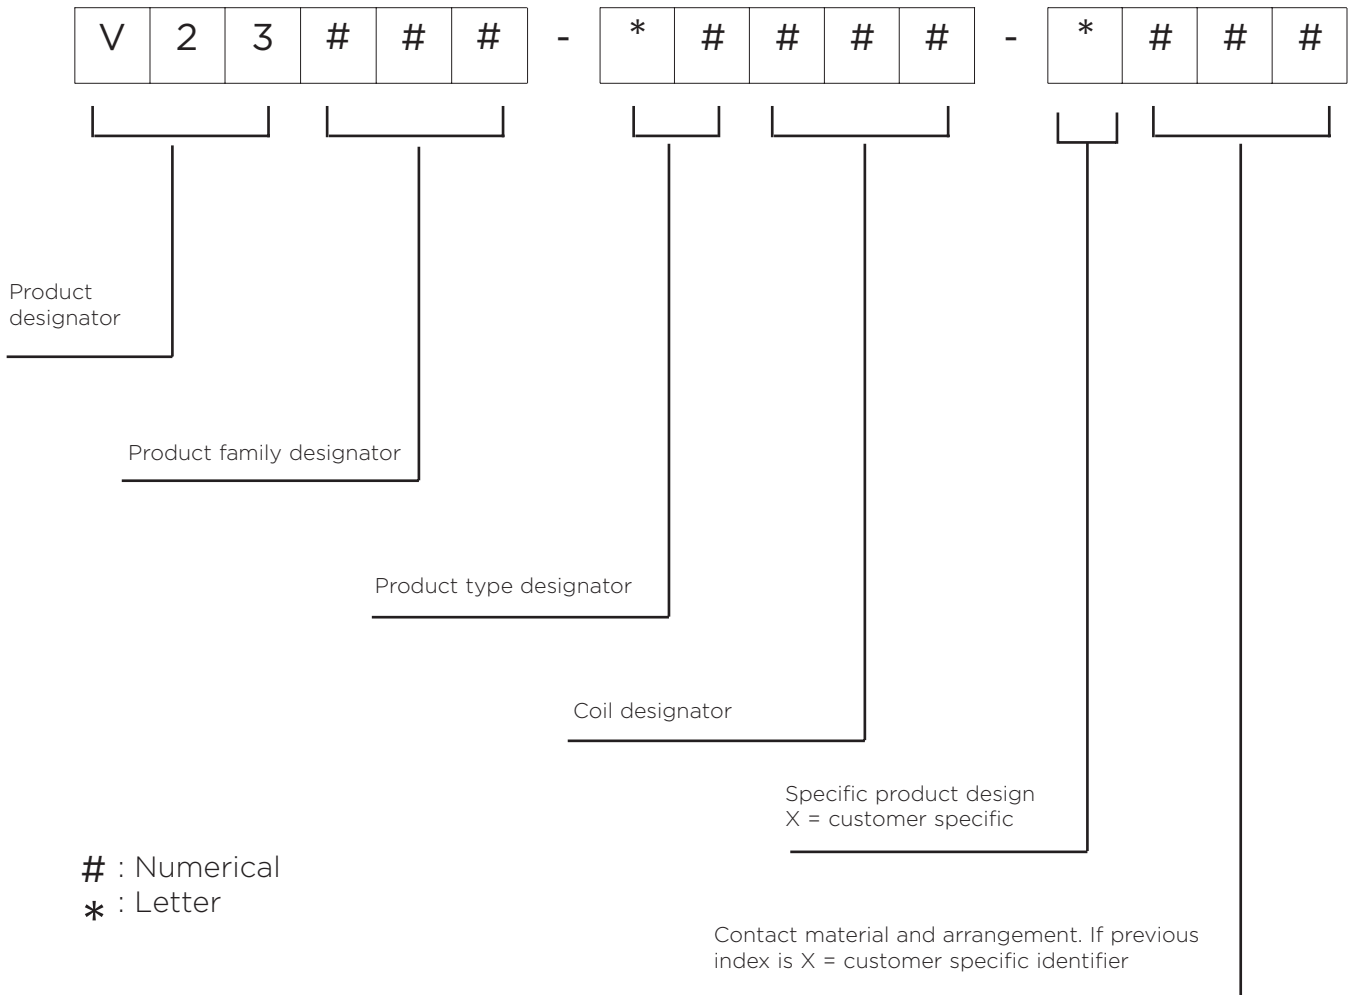 V 2 3 # # # - * # # # # - * # # #
Product
designator
Product family designator
Product type designator
Coil designator
Specific product design
X = customer specific
# : Numerical
* : Letter
Contact material and arrangement. If previous
index is X = customer specific identifier